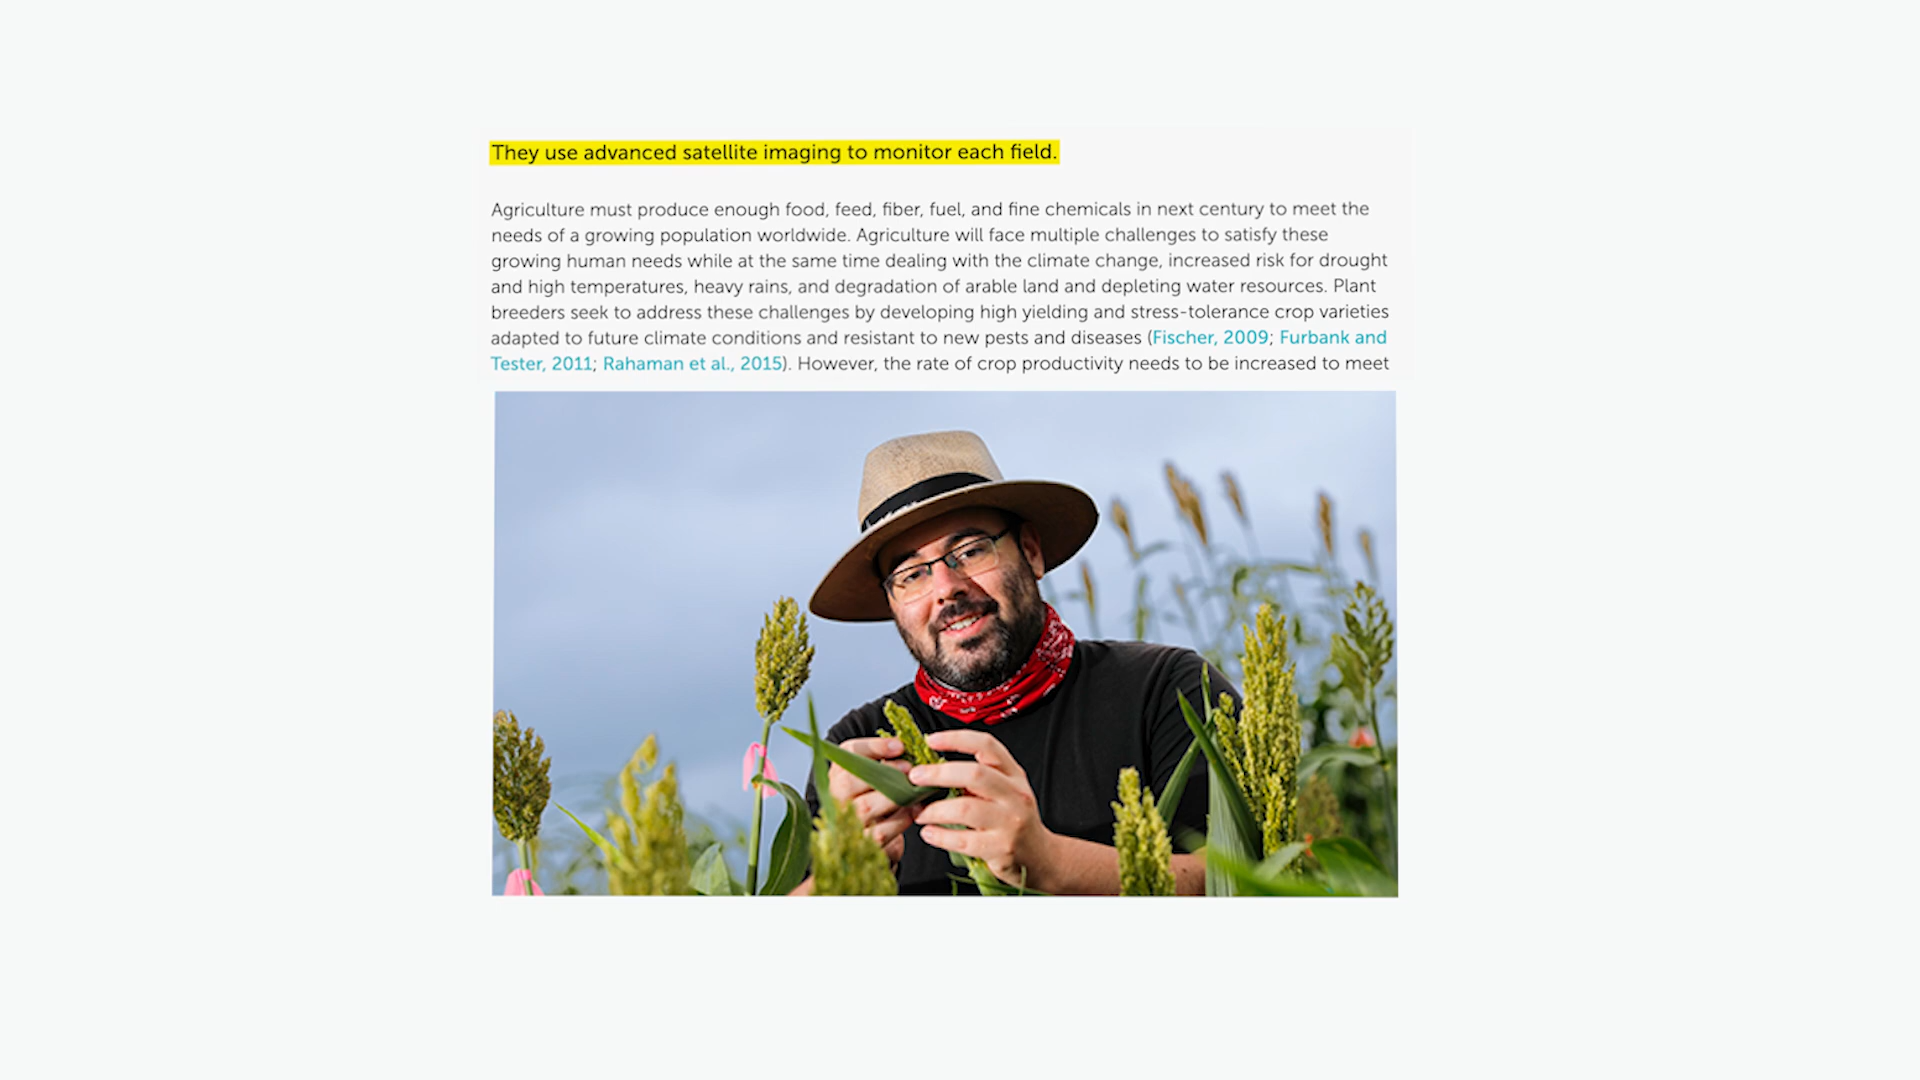 They use advanced satellite imaging to monitor each field.
Agriculture must produce enough food, feed, fiber, fuel, and fine chemicals in next century to meet the
needs of a growing population worldwide. Agriculture will face multiple challenges to satisfy these
growing human needs while at the same time dealing with the climate change, increased risk for drought
and high temperatures, heavy rains, and degradation of arable land and depleting water resources. Plant
breeders seek to address these challenges by developing high yielding and stress-tolerance crop varieties
adapted to future climate conditions and resistant to new pests and diseases (Fischer, 2009; Furbank and
Tester, 2011; Rahaman et al., 2015). However, the rate of crop productivity needs to be increased to meet